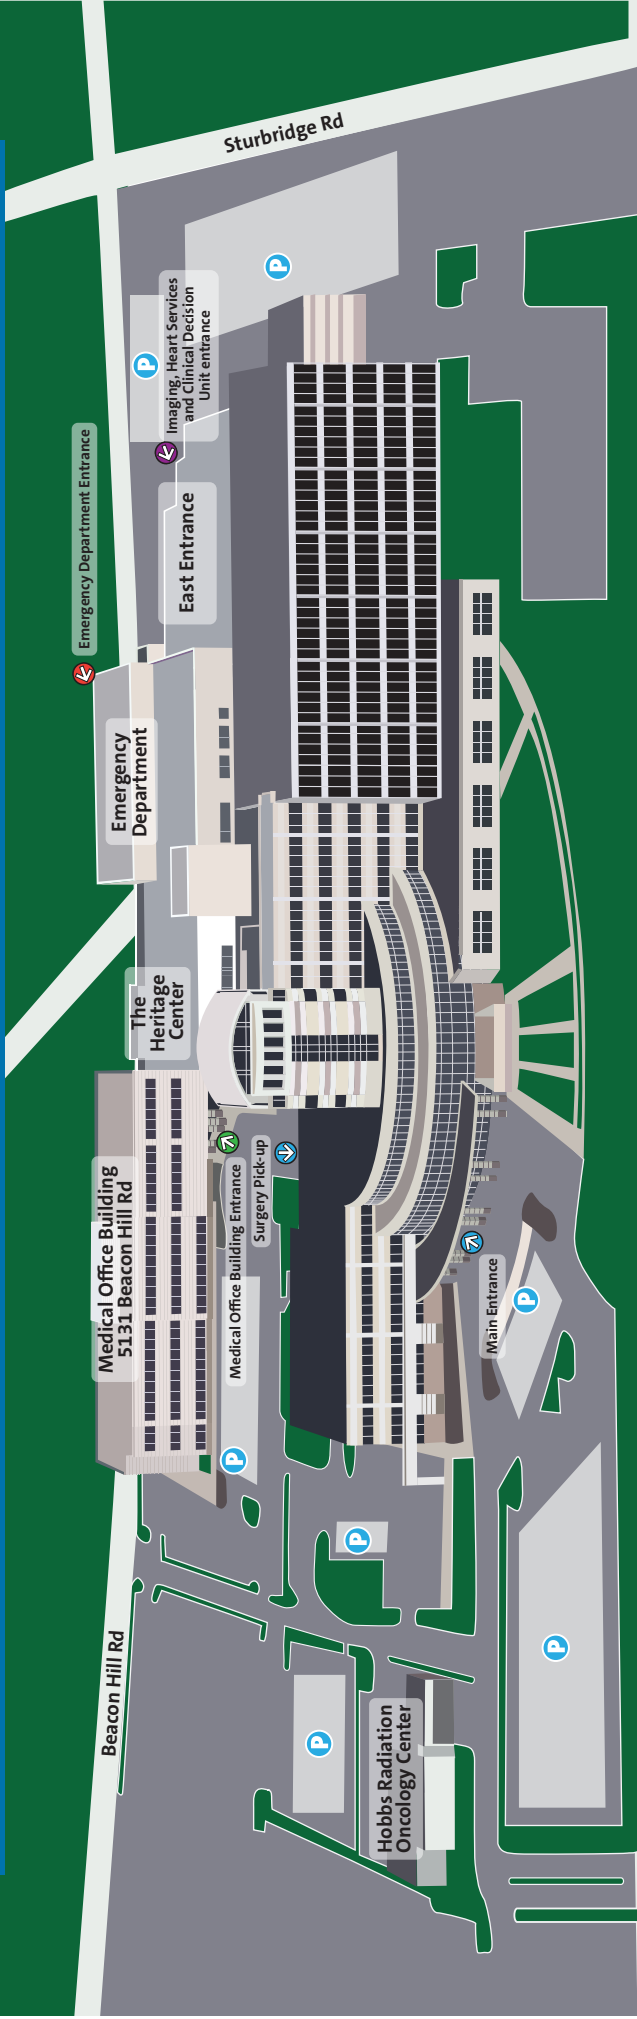 Sturbridge Rd
P
P
Imaging, Heart Services
and Clinical Decision
Unit entrance
Emergency Department Entrance
East Entrance
Emergency
Department
The
Heritage
Center
Medical Office Building
5131 Beacon Hill Rd
Medical Office Building Entrance
Surgery Pick-up
Main Entrance
P
P
P
P
Beacon Hill Rd
P
Hobbs Radiation
Oncology Center